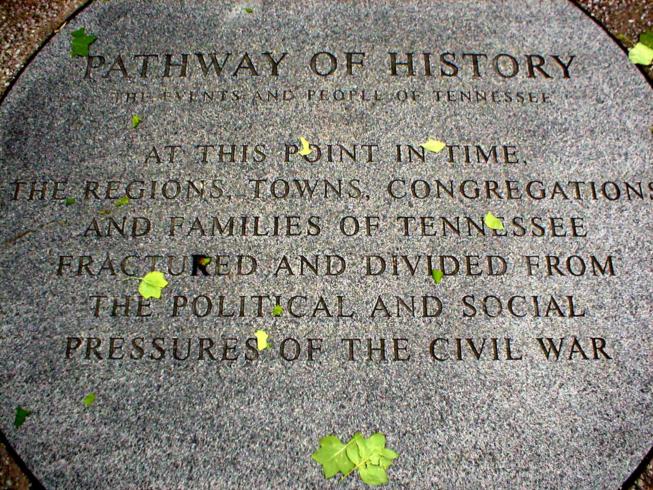 PATHWAY OF HISTORY
THE EVENTS AND PEOPLE OF TENNESSEE
AT THIS POINT IN TIME,
THE REGIONS, TOWNS, CONGREGATIONS
AND FAMILIES OF TENNESSEE
FRACTURED AND DIVIDED FROM
THE POLITICAL AND SOCIAL
PRESSURES OF THE CIVIL WAR